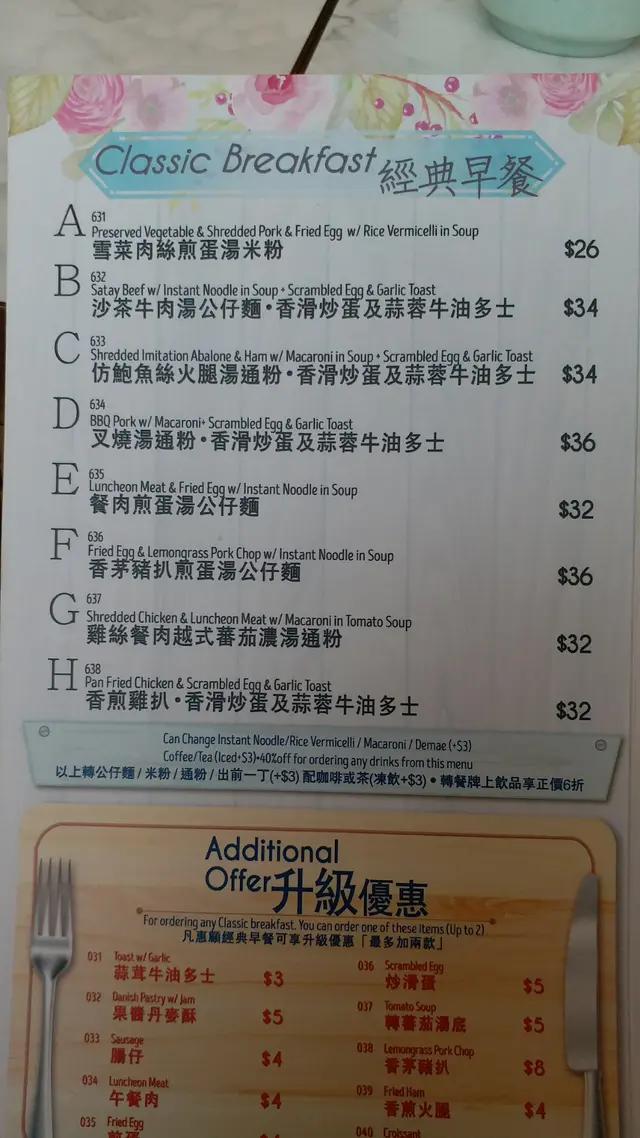 Classic Breakfast 經典早餐
A 631
Preserved Vegetable & Shredded Pork & Fried Egg w/ Rice Vermicelli in Soup
雪菜肉絲煎蛋湯米粉 $26
B 632
Satay Beef w/ Instant Noodle in Soup + Scrambled Egg & Garlic Toast
沙茶牛肉湯公仔麵•香滑炒蛋及蒜蓉牛油多士 $34
C 633
Shredded Imitation Abalone & Ham w/ Macaroni in Soup + Scrambled Egg & Garlic Toast
仿鮑魚絲火腿湯通粉•香滑炒蛋及蒜蓉牛油多士 $34
D 634
BBQ Pork w/ Macaroni+ Scrambled Egg & Garlic Toast
叉燒湯通粉•香滑炒蛋及蒜蓉牛油多士 $36
E 635
Luncheon Meat & Fried Egg w/ Instant Noodle in Soup
餐肉煎蛋湯公仔麵 $32
F 636
Fried Egg & Lemongrass Pork Chop w/ Instant Noodle in Soup
香茅豬扒煎蛋湯公仔麵 $36
G 637
Shredded Chicken & Luncheon Meat w/ Macaroni in Tomato Soup
雞絲餐肉越式蕃茄濃湯通粉 $32
H 638
Pan Fried Chicken & Scrambled Egg & Garlic Toast
香煎雞扒•香滑炒蛋及蒜蓉牛油多士 $32
Can Change Instant Noodle/Rice Vermicelli / Macaroni / Demae (+$3)
Coffee/Tea (Iced+$3)•40%off for ordering any drinks from this menu
以上轉公仔麵 / 米粉 / 通粉 / 出前一丁(+$3) 配咖啡或茶(凍飲+$3) • 轉餐牌上飲品享正價6折
Additional
Offer升級優惠
For ordering any Classic breakfast. You can order one of these Items (Up to 2)
凡惠顧經典早餐可享升級優惠「最多加兩款」
031 Toast w/ Garlic
蒜茸牛油多士 $3
032 Danish Pastry w/ Jam
果醬丹麥酥 $5
033 Sausage
腸仔 $4
034 Luncheon Meat
午餐肉 $4
035 Fried Egg
煎蛋
036 Scrambled Egg
炒滑蛋 $5
037 Tomato Soup
轉蕃茄湯底 $5
038 Lemongrass Pork Chop
香茅豬扒 $8
039 Fried Ham
香煎火腿 $4
040 Croissant